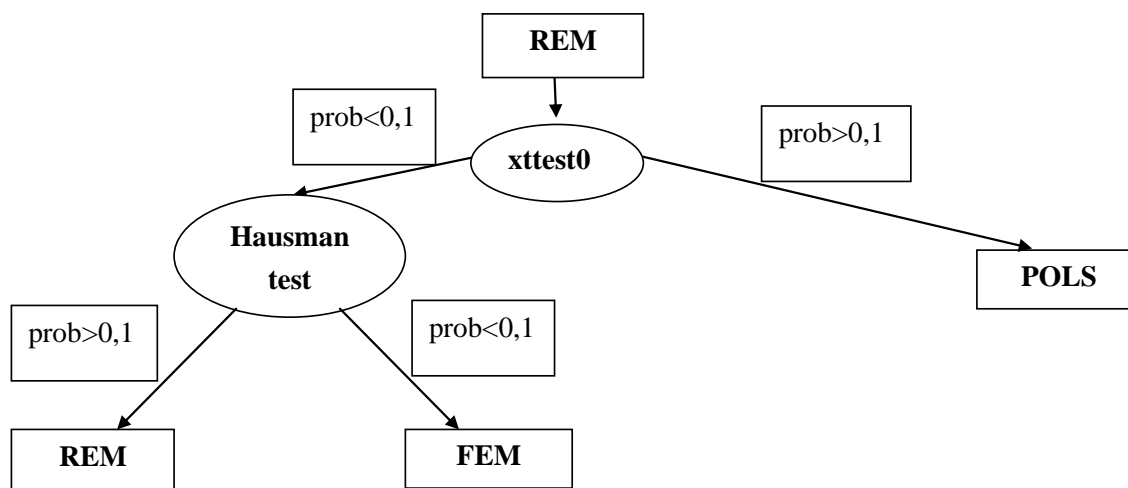 REM
prob<0,1
xttest0
prob>0,1
Hausman
test
POLS
prob>0,1
prob<0,1
REM
FEM